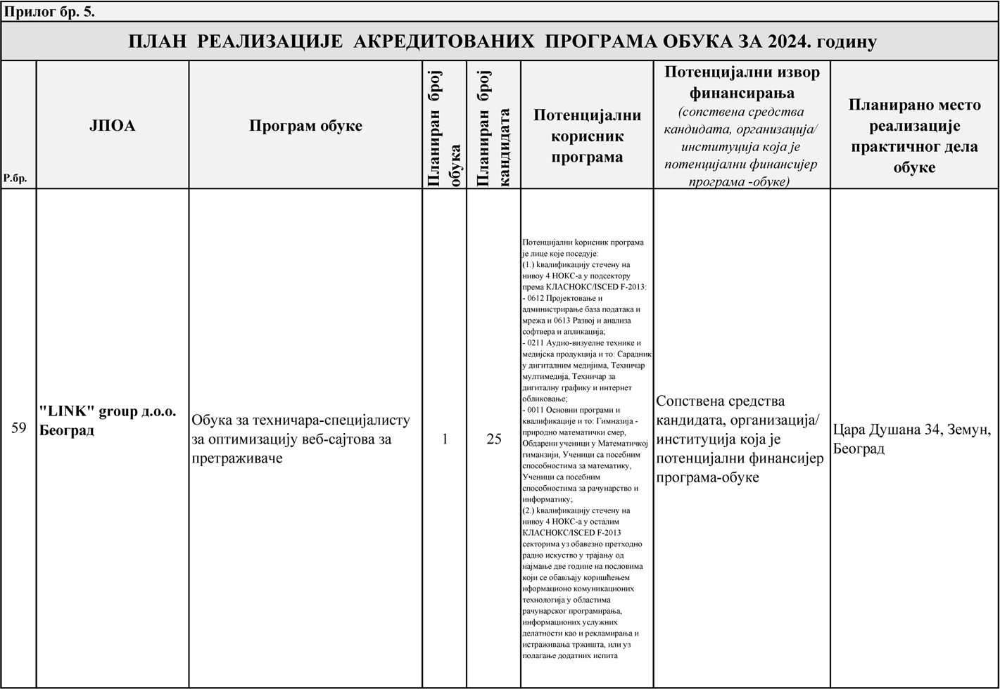 Прилог бр. 5.
ПЛАН РЕАЛИЗАЦИЈЕ АКРЕДИТОВАНИХ ПРОГРАМА ОБУКА ЗА 2024. годину
Р.бр.
ЈПОА
Програм обуке
Планиран број
обука
Планиран број
кандидата
Потенцијални
корисник
програма
Потенцијални извор
финансирања
(сопствена средства
кандидата, организација/
институција која је
потенцијални финансијер
програма -обуке)
Планирано место
реализације
практичног дела
обуке
59
"LINK" group д.о.о.
Београд
Обука за техничара-специјалисту
за оптимизацију веб-сајтова за
претраживаче
1
25
Потенцијални kорисник програма
је лице које поседује:
(1.) kвалификацију стечену на
нивоу 4 НОКС-а у подсектору
према КЛАСНОКС/ISCED F-2013:
- 0612 Пројектовање и
администрирање база података и
мрежа и 0613 Развој и анализа
софтвера и апликација;
- 0211 Аудио-визуелне технике и
медијска продукција и то: Сарадник
у дигиталним медијима, Техничар
мултимедија, Техничар за
дигиталну графику и интернет
обликовање;
- 0011 Основни програми и
квалификације и то: Гимназија -
природно математички смер,
Обдарени ученици у Математичкој
гиманзији, Ученици са посебним
способностима за математику,
Ученици са посебним
способностима за рачунарство и
информатику;
(2.) kвалификацију стечену на
нивоу 4 НОКС-а у осталим
КЛАСНОКС/ISCED F-2013
секторима уз обавезно претходно
радно искуство у трајању од
најмање две године на пословима
који се обављају коришћењем
нформационо комуникационих
технологија у областима
рачунарског програмирања,
информационих услужних
делатности као и рекламирања и
истраживања тржишта, или уз
полагање додатних испита
Сопствена средства
кандидата, организација/
институција која је
потенцијални финансијер
програма-обуке
Цара Душана 34, Земун,
Београд